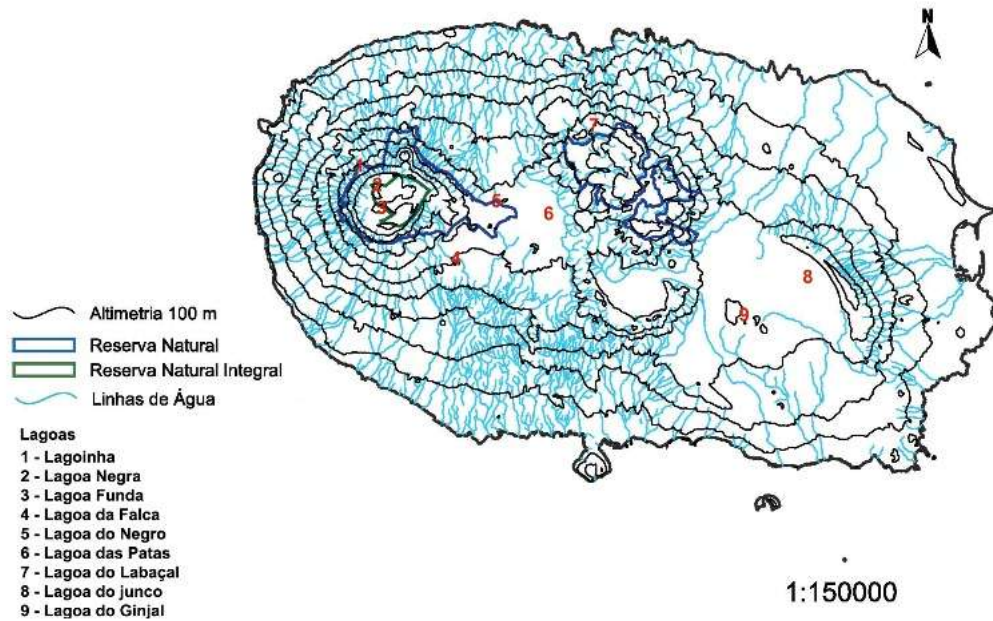 N
1
2
3
4
5
6
7
8
9
Altimetria 100 m
Reserva Natural
Reserva Natural Integral
Linhas de Água
Lagoas
1 - Lagoinha
2 - Lagoa Negra
3 - Lagoa Funda
4 - Lagoa da Falca
5 - Lagoa do Negro
6 - Lagoa das Patas
7 - Lagoa do Labaçal
8 - Lagoa do junco
9 - Lagoa do Ginjal
1:150000